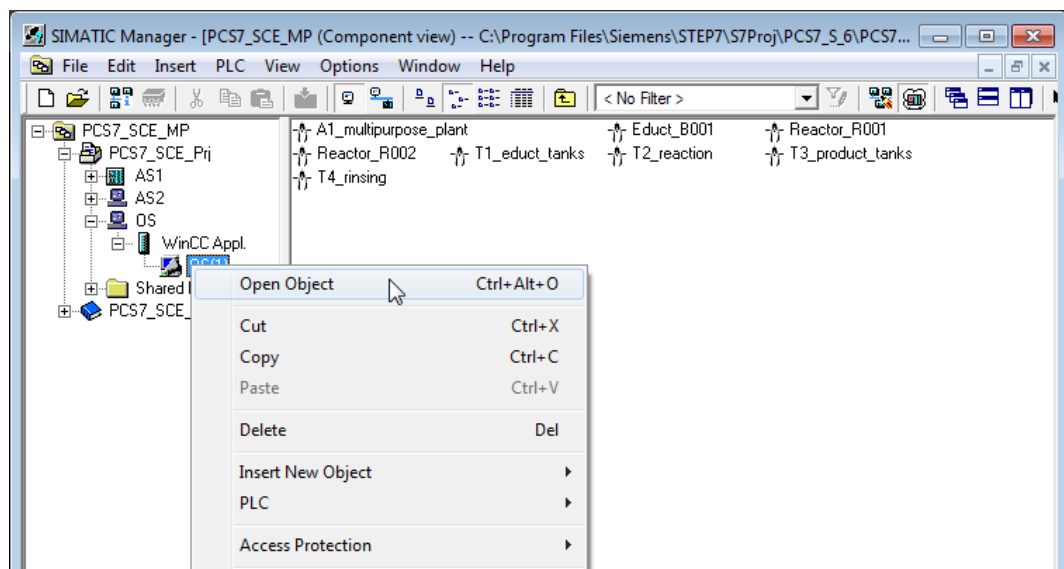 SIMATIC Manager - [PCS7_SCE_MP (Component view) -- C:\Program Files\Siemens\STEP7\S7Proj\PCS7_S_6\PCS7...
File Edit Insert PLC View Options Window Help
< No Filter >
PCS7_SCE_MP
PCS7_SCE_Prj
AS1
AS2
OS
WinCC Appl.
OS(1)
Shared
PCS7_SCE_
A1_multipurpose_plant Educt_B001 Reactor_R001
Reactor_R002 T1_educt_tanks T2_reaction T3_product_tanks
T4_rinsing
Open Object Ctrl+Alt+O
Cut Ctrl+X
Copy Ctrl+C
Paste Ctrl+V
Delete Del
Insert New Object
PLC
Access Protection